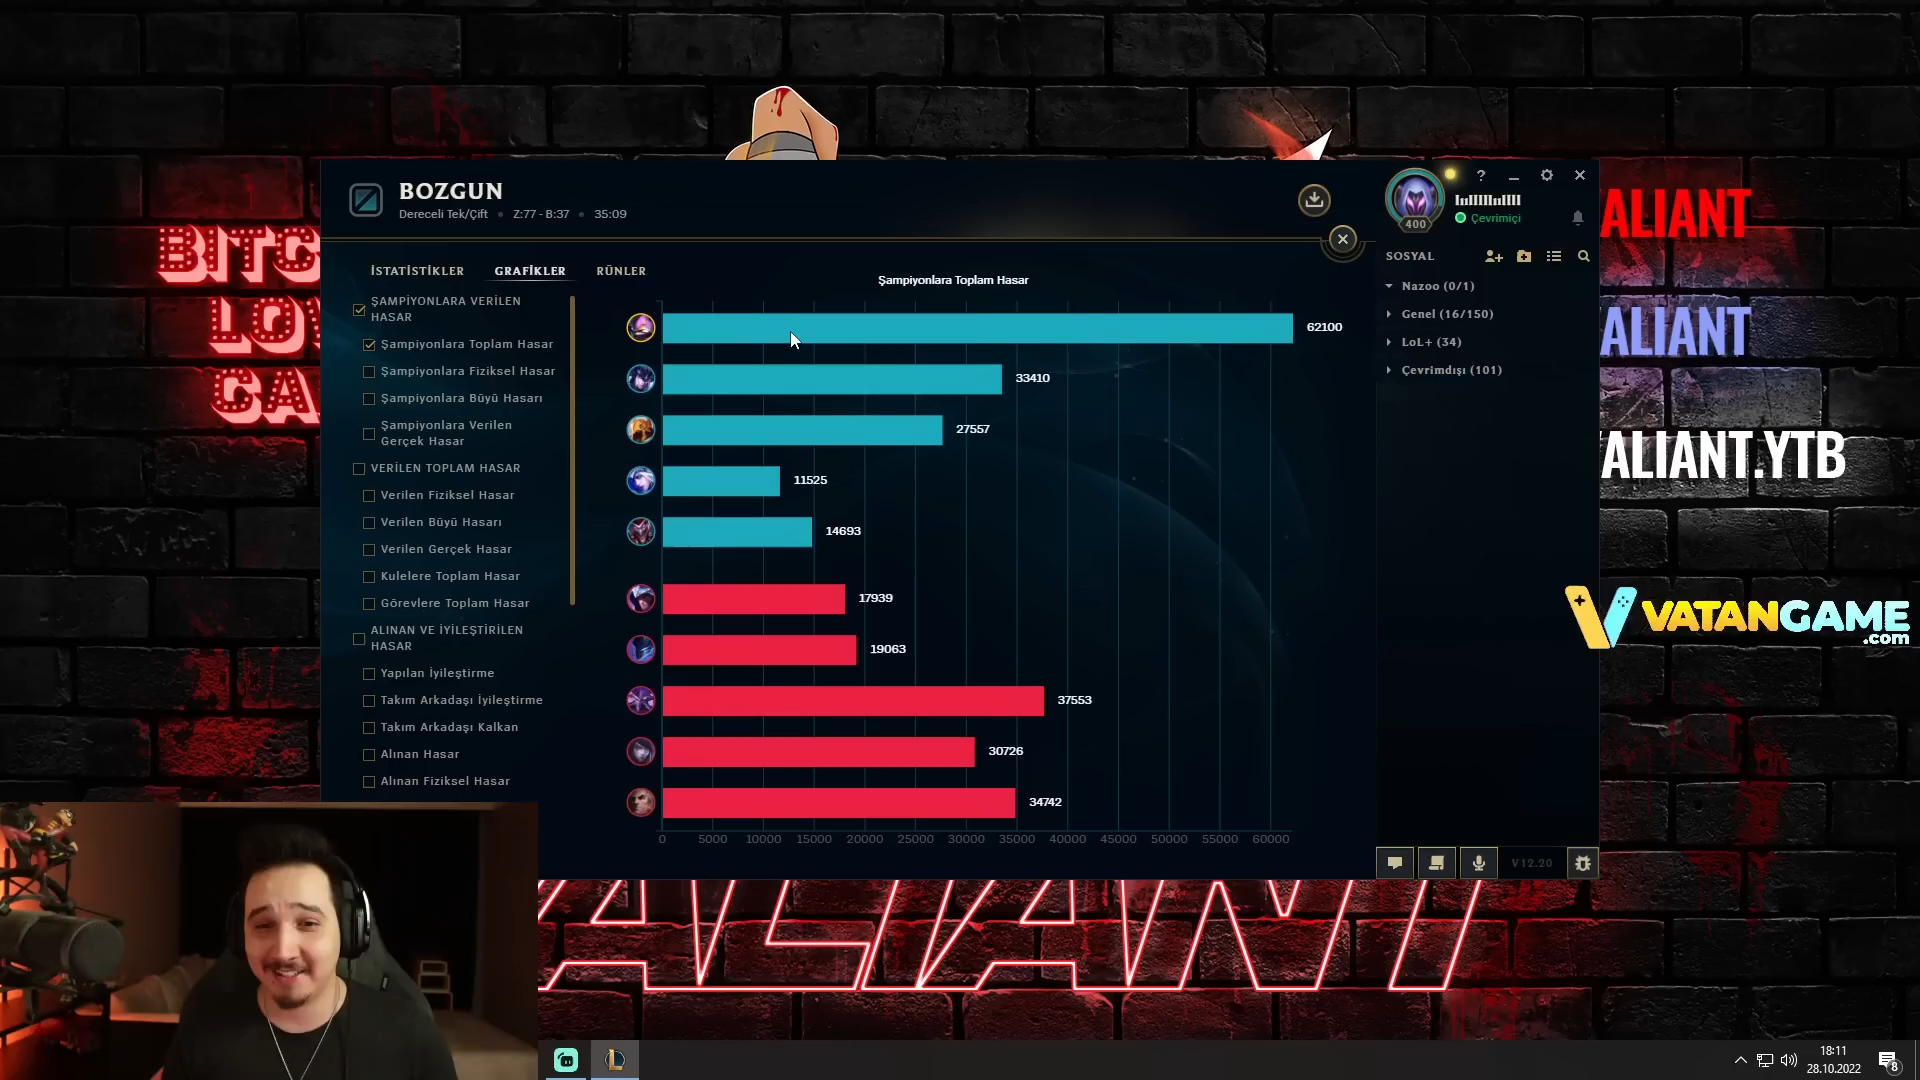 BITC
LOV
GA
BOZGUN
Dereceli Tek/Çift • Z:77 - B:37 • 35:09
İSTATİSTİKLER GRAFİKLER RÜNLER
ŞAMPİYONLARA VERİLEN
HASAR
Şampiyonlara Toplam Hasar
Şampiyonlara Fiziksel Hasar
Şampiyonlara Büyü Hasarı
Şampiyonlara Verilen
Gerçek Hasar
VERİLEN TOPLAM HASAR
Verilen Fiziksel Hasar
Verilen Büyü Hasarı
Verilen Gerçek Hasar
Kulelere Toplam Hasar
Görevlere Toplam Hasar
ALINAN VE İYİLEŞTİRİLEN
HASAR
Yapılan İyileştirme
Takım Arkadaşı İyileştirme
Takım Arkadaşı Kalkan
Alınan Hasar
Alınan Fiziksel Hasar
Şampiyonlara Toplam Hasar
62100
33410
27557
11525
14693
17939
19063
37553
30726
34742
0 5000 10000 15000 20000 25000 30000 35000 40000 45000 50000 55000 60000
400
Çevrimiçi
SOSYAL
Nazoo (0/1)
Genel (16/150)
LoL+ (34)
Çevrimdışı (101)
V12.20
ALIANT
ALIANT
ALIANT.YTB
VATANGAME
.com
ALIANT
18:11
28.10.2022
8